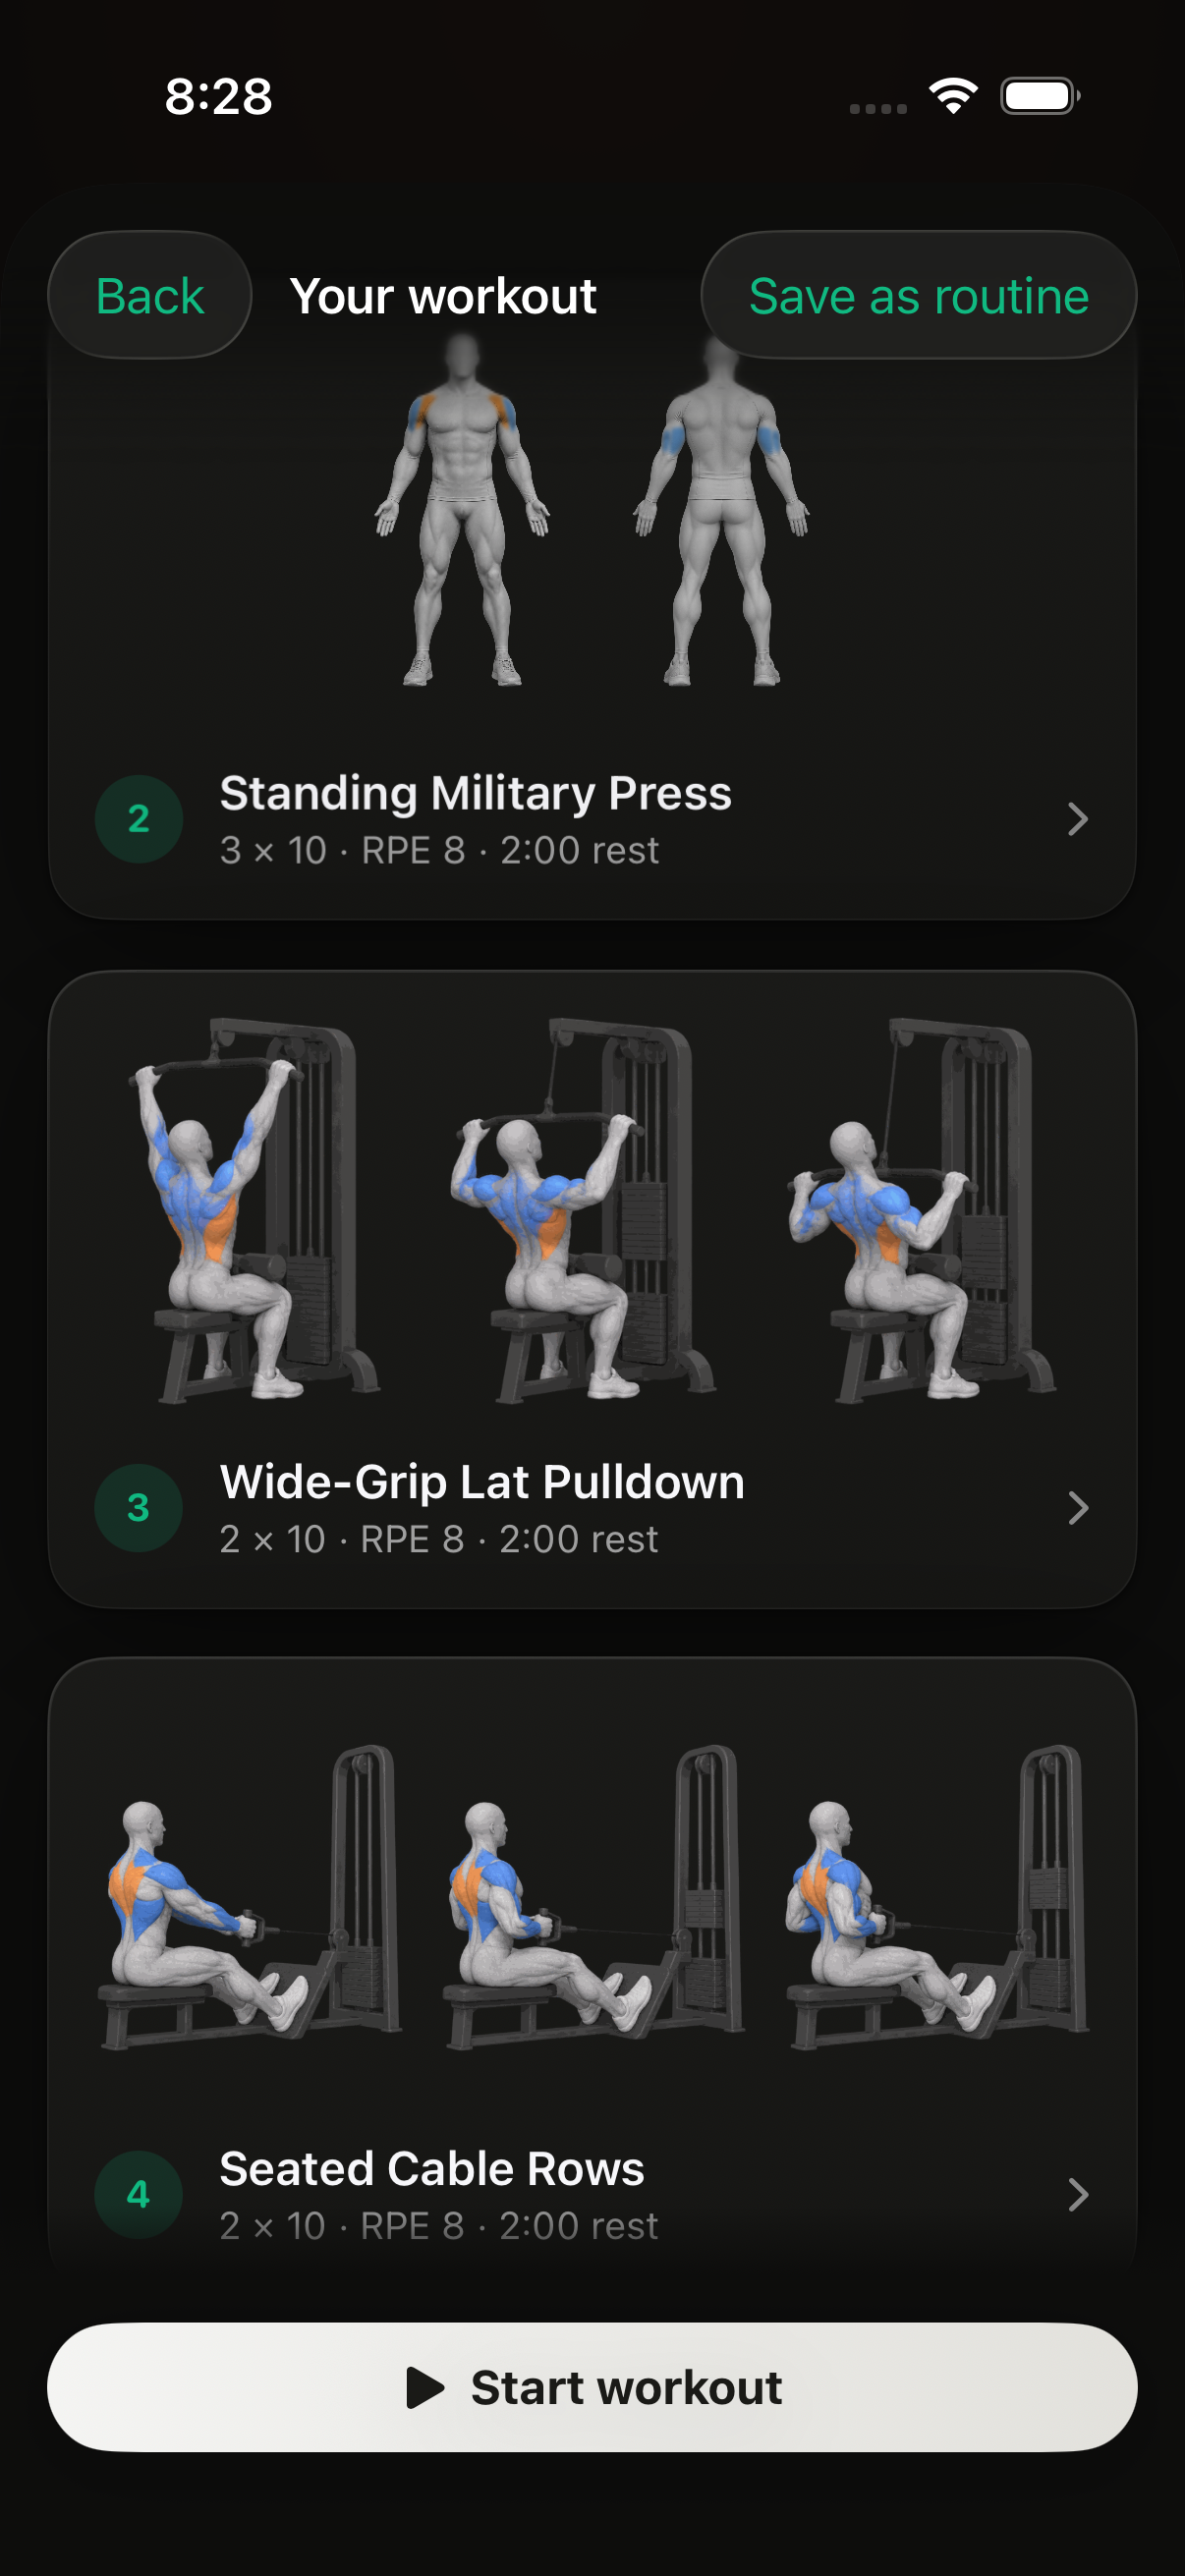 8:28
Back
Your workout
Save as routine
2
Standing Military Press
3 × 10 · RPE 8 · 2:00 rest
3
Wide-Grip Lat Pulldown
2 × 10 · RPE 8 · 2:00 rest
4
Seated Cable Rows
2 × 10 · RPE 8 · 2:00 rest
Start workout